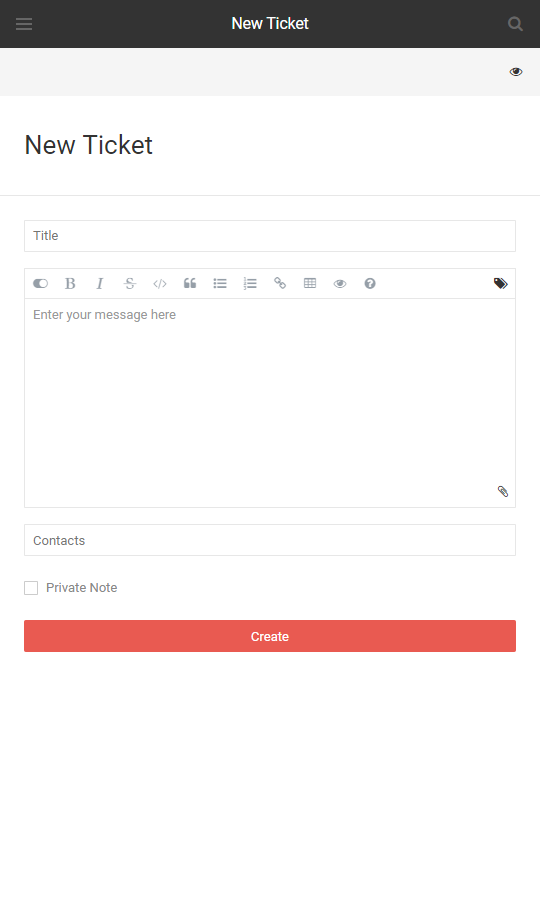 New Ticket
New Ticket
Title
B I S
Enter your message here
Contacts
Private Note
Create